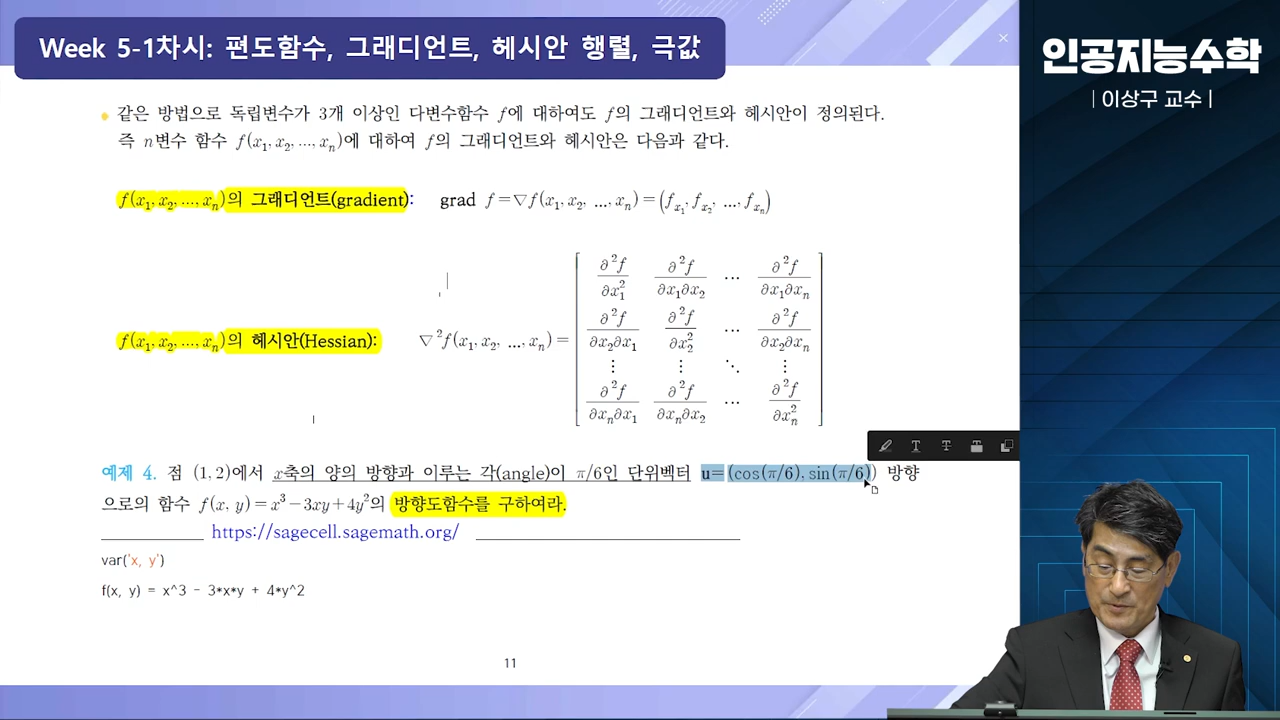 Week 5-1차시: 편도함수, 그래디언트, 헤시안 행렬, 극값
인공지능수학
| 이상구 교수 |
같은 방법으로 독립변수가 3개 이상인 다변수함수 f에 대하여도 f의 그래디언트와 헤시안이 정의된다.
즉 n변수 함수 f(x₁, x₂, ..., xₙ)에 대하여 f의 그래디언트와 헤시안은 다음과 같다.
f(x₁, x₂, ..., xₙ)의 그래디언트(gradient): grad f=▽f(x₁, x₂, ..., xₙ)=(f_{x₁}, f_{x₂}, ..., f_{xₙ})
f(x₁, x₂, ..., xₙ)의 헤시안(Hessian): ▽²f(x₁, x₂, ..., xₙ)=
∂²f/∂x₁² ∂²f/∂x₁∂x₂ ⋯ ∂²f/∂x₁∂xₙ
∂²f/∂x₂∂x₁ ∂²f/∂x₂² ⋯ ∂²f/∂x₂∂xₙ
⋮ ⋮ ⋱ ⋮
∂²f/∂xₙ∂x₁ ∂²f/∂xₙ∂x₂ ⋯ ∂²f/∂xₙ²
예제 4. 점 (1, 2)에서 x축의 양의 방향과 이루는 각(angle)이 π/6인 단위벡터 u=(cos(π/6), sin(π/6)) 방향
으로의 함수 f(x, y)=x³−3xy+4y²의 방향도함수를 구하여라.
https://sagecell.sagemath.org/
var('x, y')
f(x, y) = x^3 - 3*x*y + 4*y^2
11